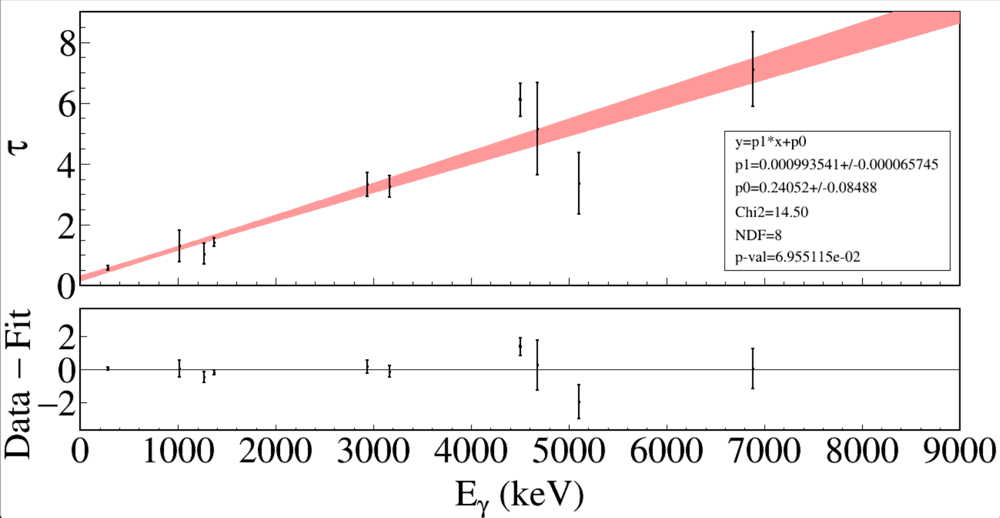 8
6
4
2
0
τ
y=p1*x+p0
p1=0.000993541+/-0.000065745
p0=0.24052+/-0.08488
Chi2=14.50
NDF=8
p-val=6.955115e-02
2
0
−2
Data − Fit
0 1000 2000 3000 4000 5000 6000 7000 8000 9000
Eγ (keV)